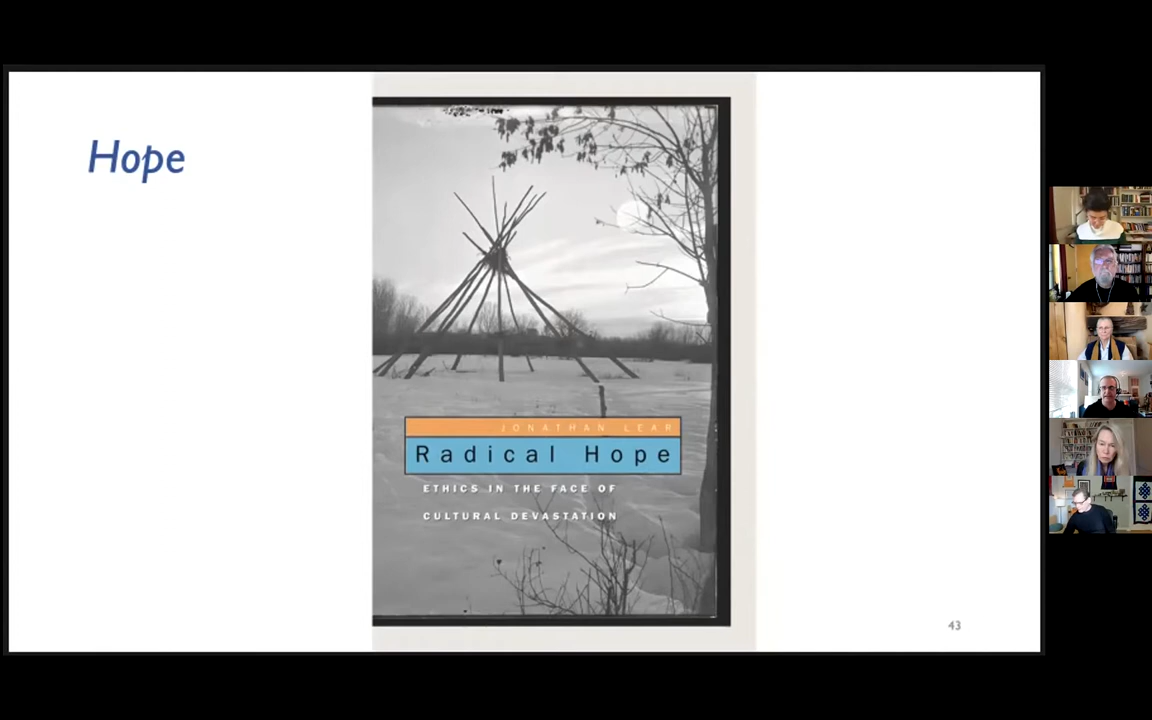 Hope
JONATHAN LEAR
Radical Hope
ETHICS IN THE FACE OF
CULTURAL DEVASTATION
43